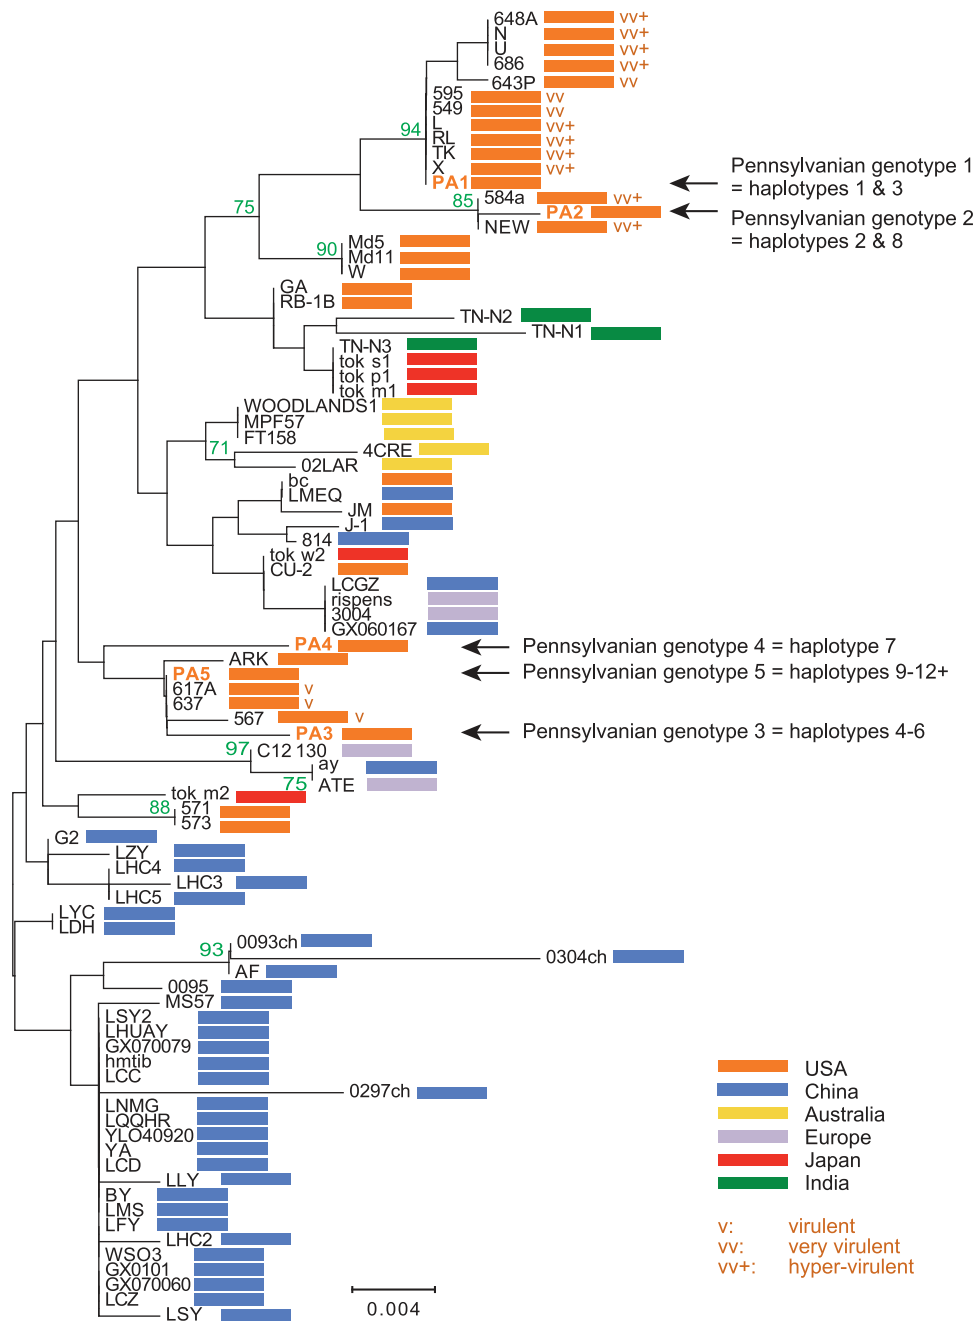 648A vv+
N vv+
U vv+
686 vv+
643P vv
595 vv
549 vv
94
L vv+
RL vv+
TK vv+
X vv+
PA1
Pennsylvanian genotype 1
= haplotypes 1 & 3
85
584a vv+
PA2
Pennsylvanian genotype 2
= haplotypes 2 & 8
NEW vv+
75
90
Md5
Md11
W
GA
RB-1B
TN-N2
TN-N1
TN-N3
tok s1
tok p1
tok m1
WOODLANDS1
MPF57
FT158
71
4CRE
02LAR
bc
LMEQ
JM
J-1
814
tok w2
CU-2
LCGZ
rispens
3004
GX060167
PA4
Pennsylvanian genotype 4 = haplotype 7
ARK
PA5
Pennsylvanian genotype 5 = haplotypes 9-12+
617A v
637 v
567 v
PA3
Pennsylvanian genotype 3 = haplotypes 4-6
97
C12 130
ay
75
ATE
tok m2
88
571
573
G2
LZY
LHC4
LHC3
LHC5
LYC
LDH
93
0093ch
0304ch
AF
0095
MS57
LSY2
LHUAY
GX070079
hmtib
LCC
0297ch
LNMG
LQQHR
YLO40920
YA
LCD
LLY
BY
LMS
LFY
LHC2
WSO3
GX0101
GX070060
LCZ
LSY
0.004
USA
China
Australia
Europe
Japan
India
v: virulent
vv: very virulent
vv+: hyper-virulent